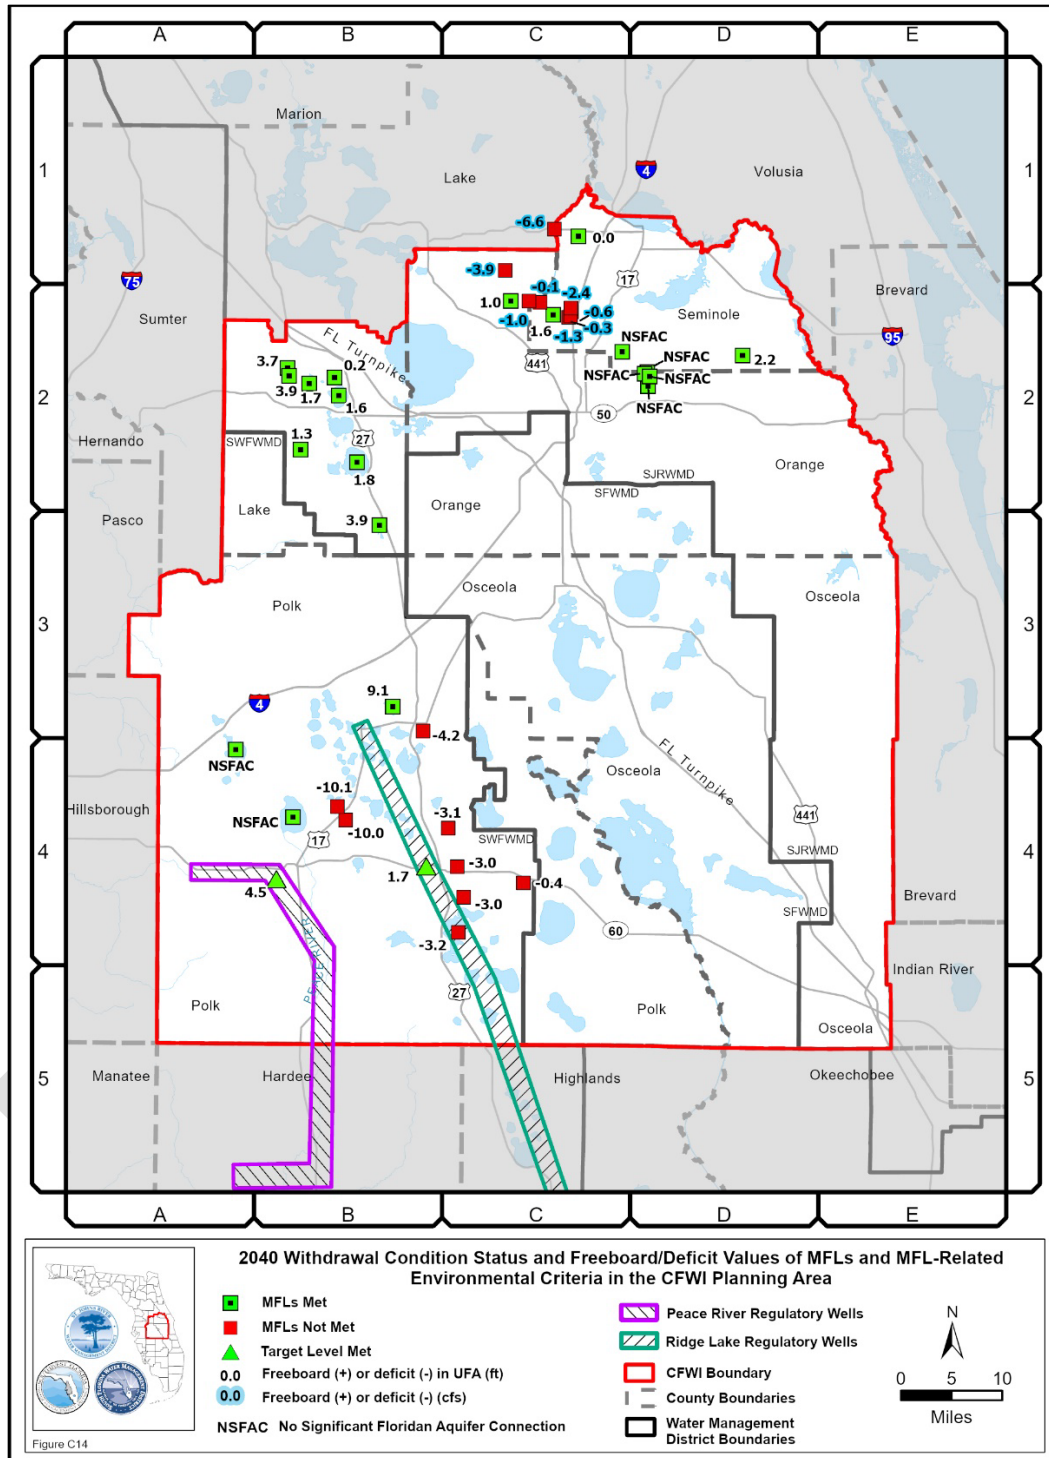 A B C D E
Marion
Lake
Volusia
4
1 1
-6.6
0.0
-3.9
75
17
Brevard
-0.1
-2.4
1.0
-0.6
Sumter
-1.0
1.6
-0.3
Seminole
-1.3
95
FL Turnpike
NSFAC
441
NSFAC
2.2
3.7
0.2
NSFAC
NSFAC
2 2
3.9
1.7
1.6
NSFAC
50
1.3
27
Hernando
SWFWMD
Orange
1.8
SJRWMD
SFWMD
Lake
Orange
Pasco
3.9
Osceola
Osceola
Polk
3 3
9.1
4
-4.2
FL Turnpike
NSFAC
Osceola
-10.1
Hillsborough
-3.1
441
NSFAC
-10.0
17
SWFWMD
4 4
SJRWMD
-3.0
1.7
-0.4
4.5
Brevard
-3.0
SFWMD
60
-3.2
PEACE RIVER
Indian River
27
Polk
Polk
Osceola
Manatee
Hardee
Highlands
Okeechobee
5 5
A B C D E
2040 Withdrawal Condition Status and Freeboard/Deficit Values of MFLs and MFL-Related
Environmental Criteria in the CFWI Planning Area
MFLs Met
MFLs Not Met
Target Level Met
0.0 Freeboard (+) or deficit (-) in UFA (ft)
0.0 Freeboard (+) or deficit (-) (cfs)
NSFAC No Significant Floridan Aquifer Connection
Peace River Regulatory Wells
Ridge Lake Regulatory Wells
CFWI Boundary
County Boundaries
Water Management
District Boundaries
N
0 5 10
Miles
Figure C14